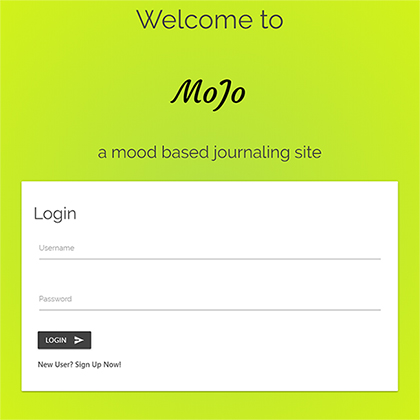 Welcome to
MoJo
a mood based journaling site
Login
Username
Password
LOGIN
New User? Sign Up Now!